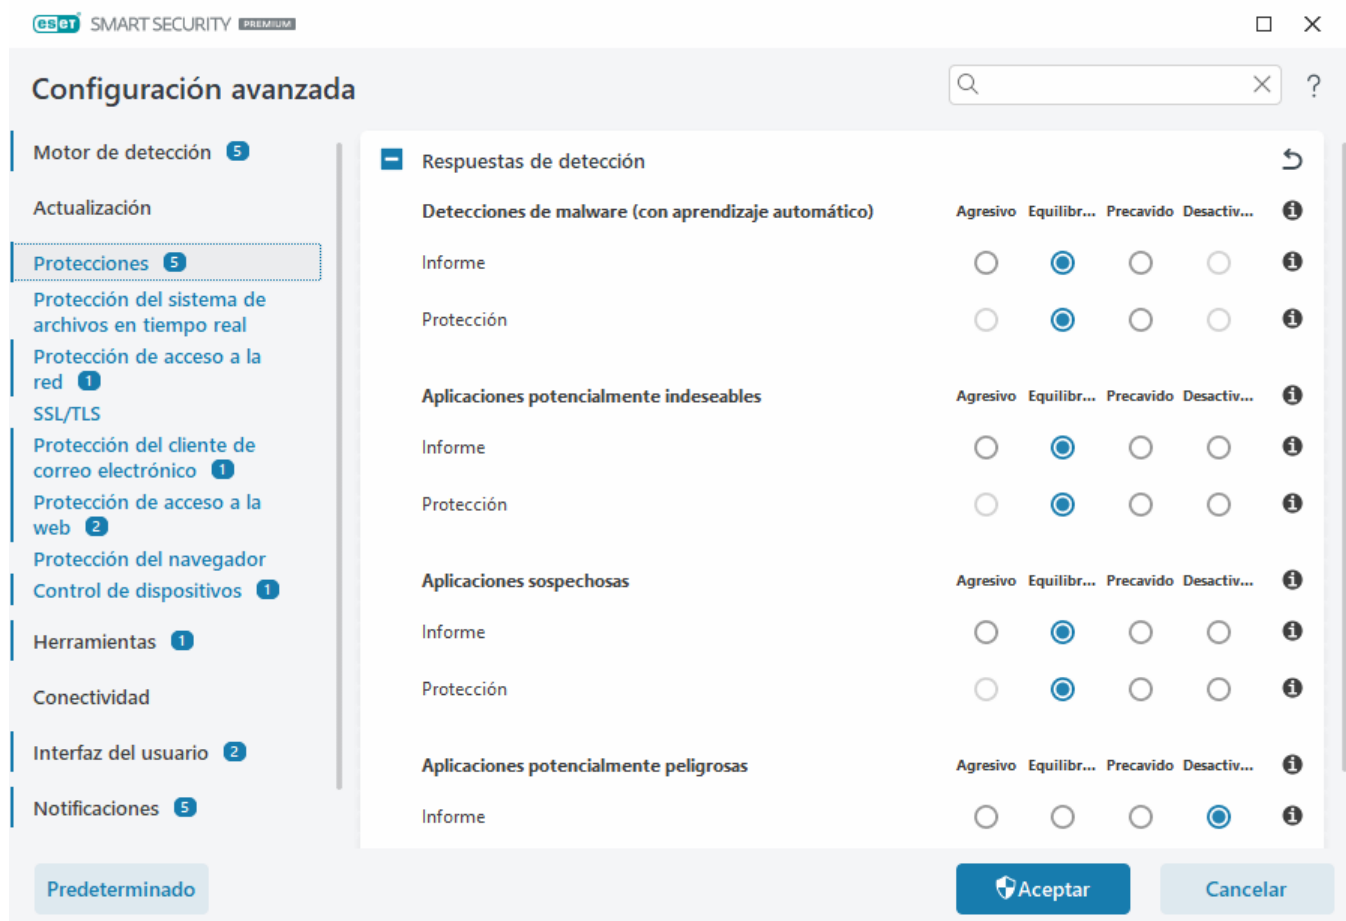 eset SMART SECURITY PREMIUM
Configuración avanzada
?
Motor de detección 5
Actualización
Protecciones 5
Protección del sistema de
archivos en tiempo real
Protección de acceso a la
red 1
SSL/TLS
Protección del cliente de
correo electrónico 1
Protección de acceso a la
web 2
Protección del navegador
Control de dispositivos 1
Herramientas 1
Conectividad
Interfaz del usuario 2
Notificaciones 5
Respuestas de detección
Detecciones de malware (con aprendizaje automático) Agresivo Equilibr... Precavido Desactiv...
Informe
Protección
Aplicaciones potencialmente indeseables Agresivo Equilibr... Precavido Desactiv...
Informe
Protección
Aplicaciones sospechosas Agresivo Equilibr... Precavido Desactiv...
Informe
Protección
Aplicaciones potencialmente peligrosas Agresivo Equilibr... Precavido Desactiv...
Informe
Predeterminado
Aceptar
Cancelar